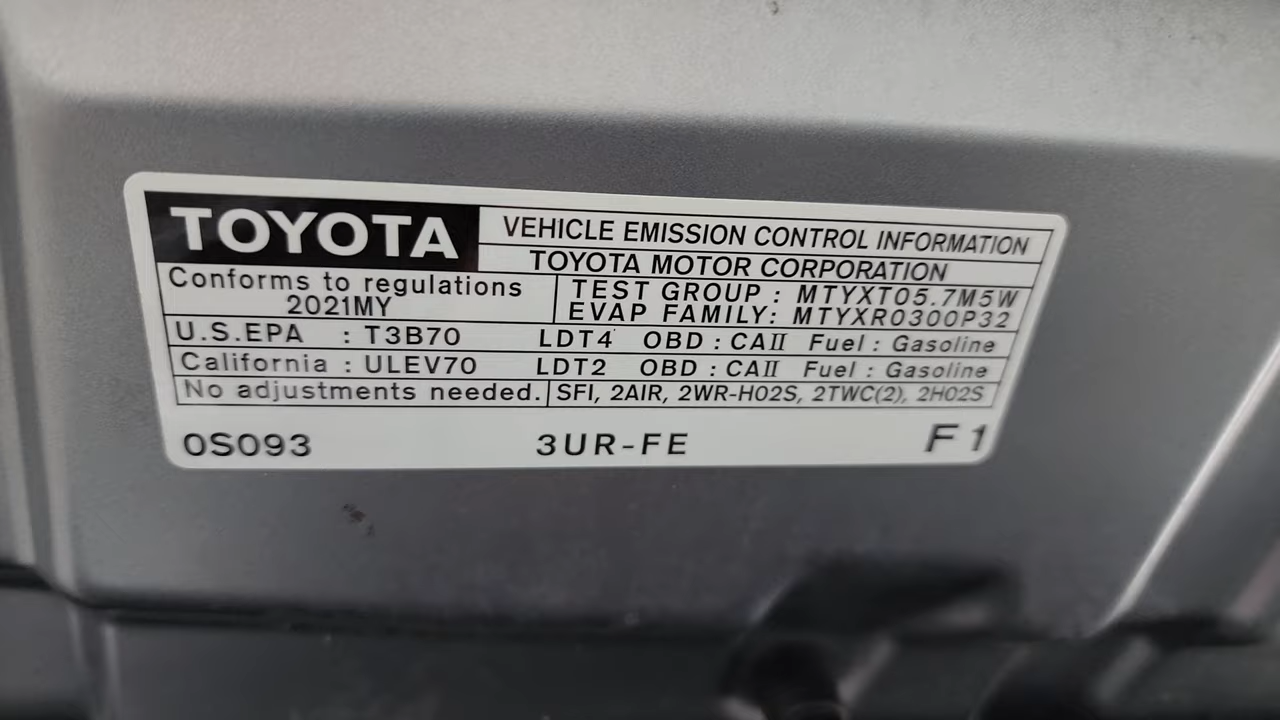 TOYOTA
VEHICLE EMISSION CONTROL INFORMATION
TOYOTA MOTOR CORPORATION
Conforms to regulations
2021MY
TEST GROUP : MTYXT05.7M5W
EVAP FAMILY: MTYXR0300P32
U.S.EPA : T3B70 LDT4 OBD : CAII Fuel : Gasoline
California : ULEV70 LDT2 OBD : CAII Fuel : Gasoline
No adjustments needed. SFI, 2AIR, 2WR-HO2S, 2TWC(2), 2HO2S
0S093 3UR-FE F1